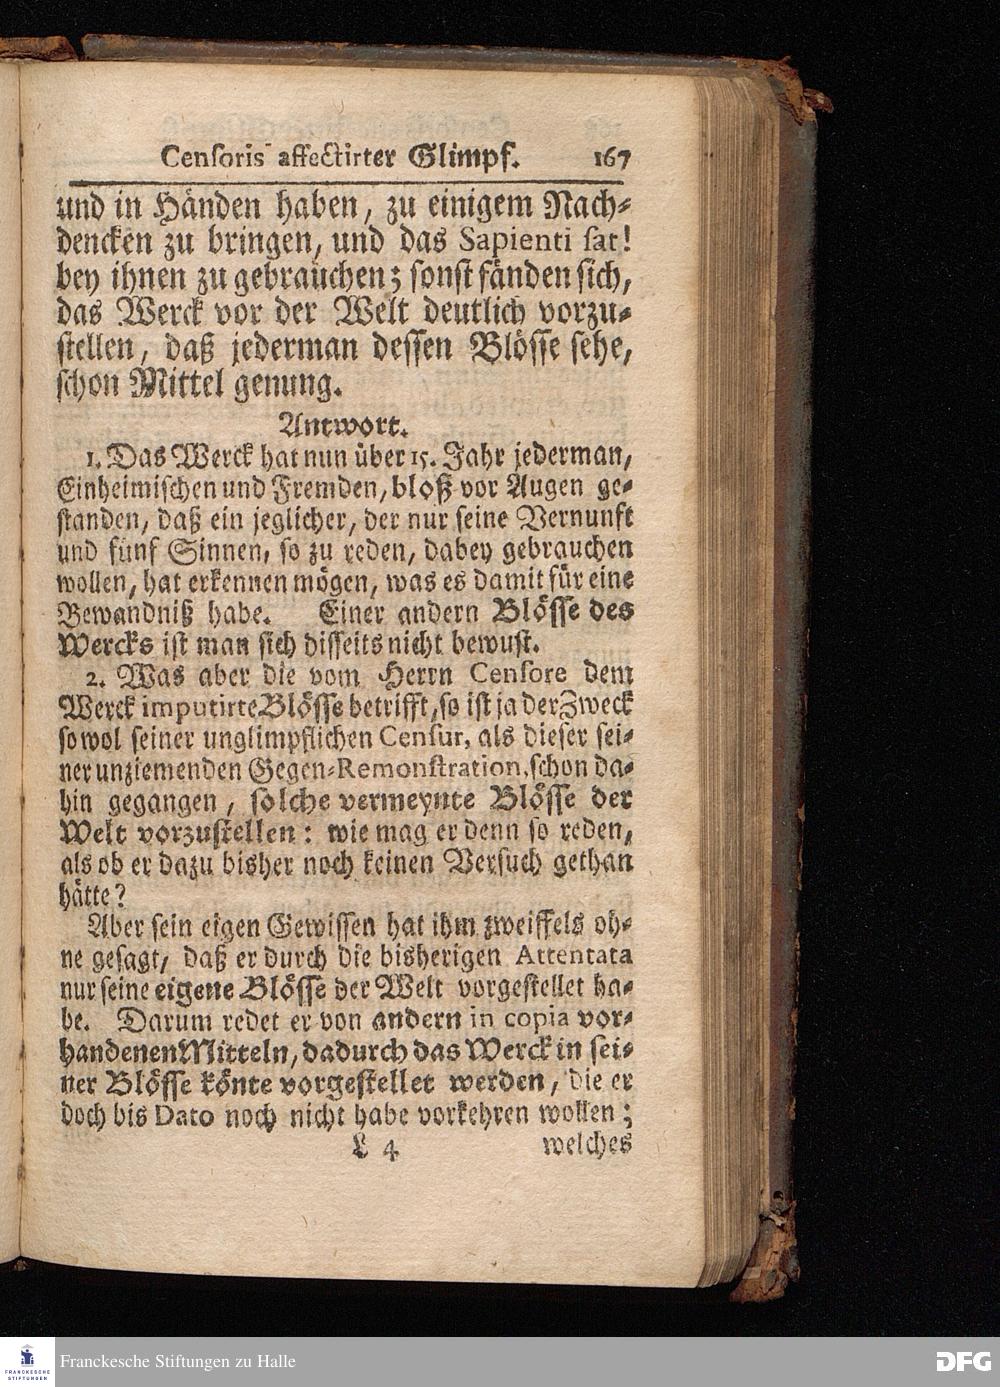 Censoris affectirter Glimpf. 167
und in Händen haben, zu einigem Nach-
dencken zu bringen, und das Sapienti sat!
bey ihnen zu gebrauchen; sonst fänden sich,
das Werck vor der Welt deutlich vorzu-
stellen, daß jederman dessen Blösse sehe,
schon Mittel genung.
Antwort.
1. Das Werck hat nun über 15. Jahr jederman,
Einheimischen und Fremden, bloß vor Augen ge-
standen, daß ein jeglicher, der nur seine Vernunft
und fünf Sinnen, so zu reden, dabey gebrauchen
wollen, hat erkennen mögen, was es damit für eine
Bewandniß habe. Einer andern Blösse des
Wercks ist man sich disseits nicht bewust.
2. Was aber die vom Herrn Censore dem
Werck imputirte Blösse betrifft, so ist ja der Zweck
sowol seiner unglimpflichen Censur, als dieser sei-
ner unziemenden Gegen-Remonstration, schon da-
hin gegangen, solche vermeynte Blösse der
Welt vorzustellen: wie mag er denn so reden,
als ob er dazu bisher noch keinen Versuch gethan
hätte?
Aber sein eigen Gewissen hat ihm zweiffels oh-
ne gesagt, daß er durch die bisherigen Attentata
nur seine eigene Blösse der Welt vorgestellet ha-
be. Darum redet er von andern in copia vor-
handenen Mitteln, dadurch das Werck in sei-
ner Blösse könte vorgestellet werden, die er
doch bis Dato noch nicht habe vorkehren wollen;
L 4 welches
FRANCKESCHE STIFTUNGEN
Franckesche Stiftungen zu Halle
DFG